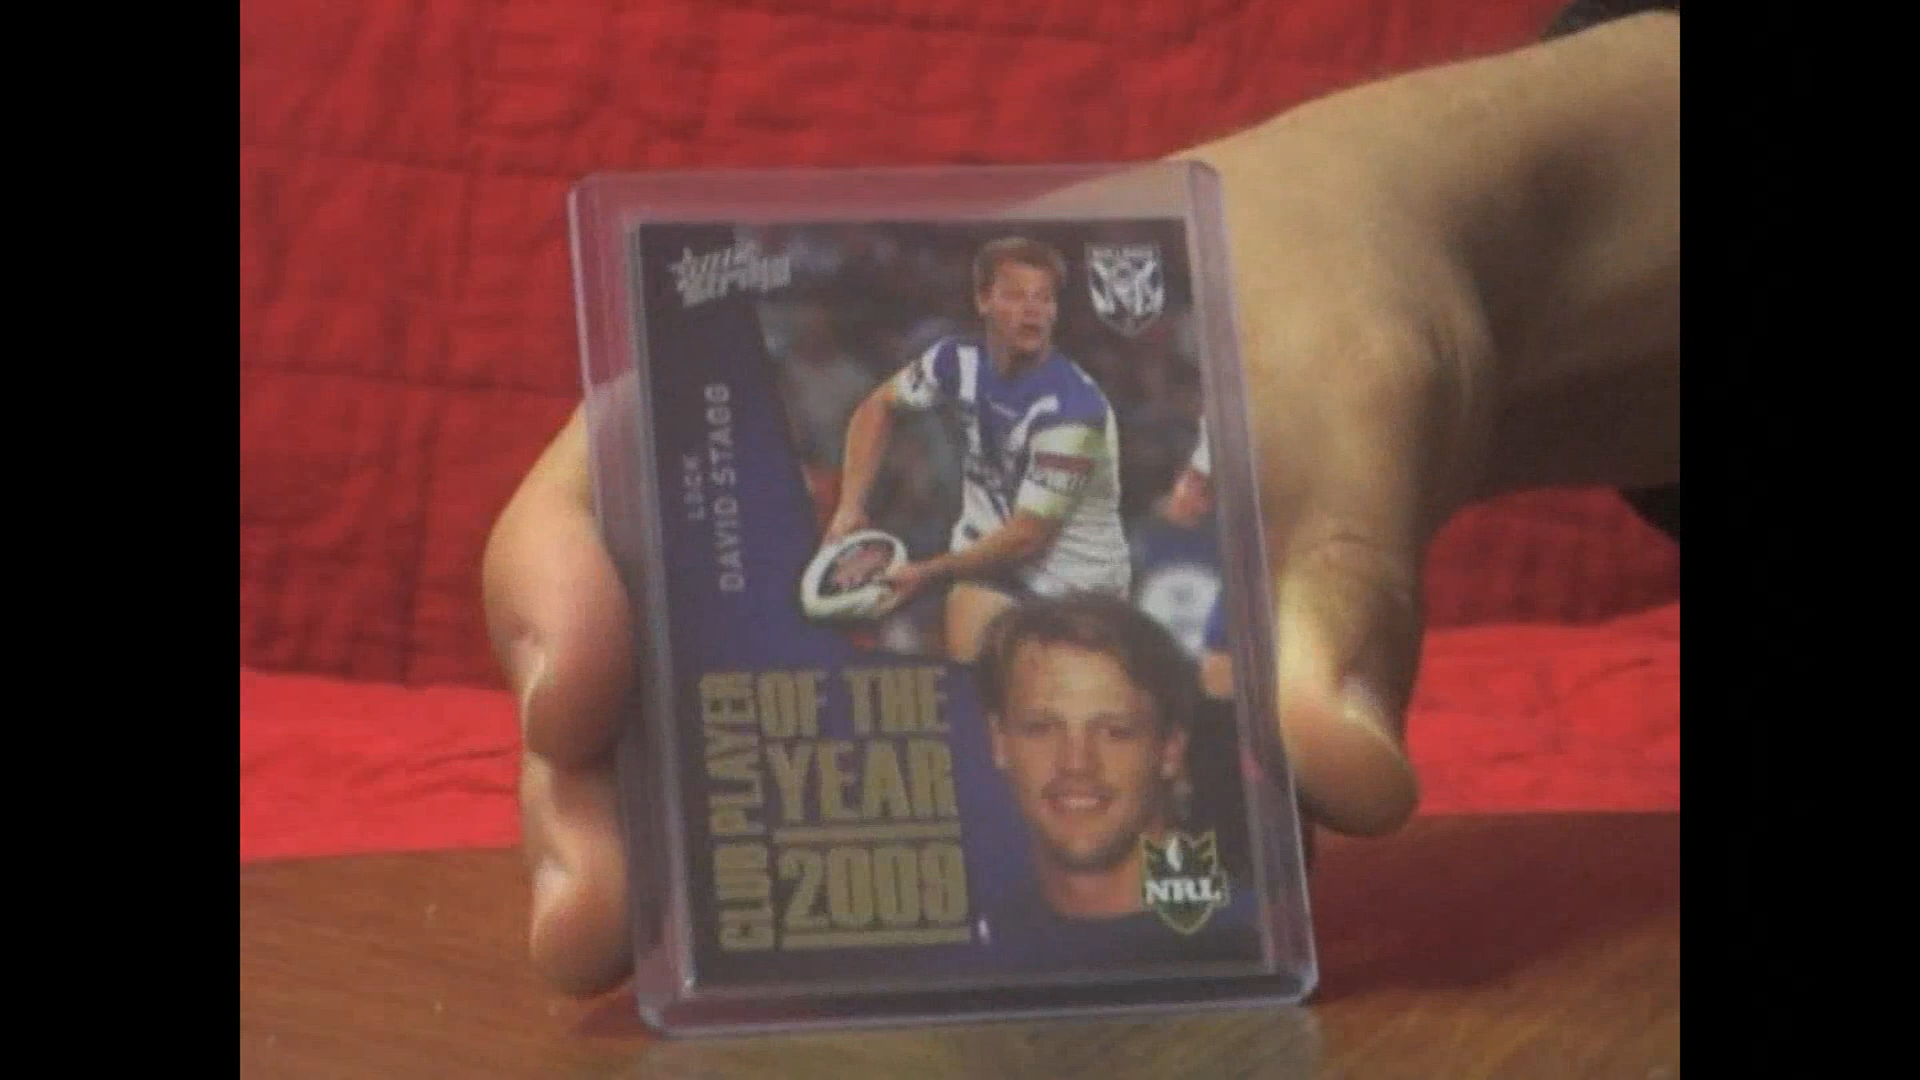 LOCK
DAVID STAGG
CLUB PLAYER
OF THE
YEAR
2009
NRL